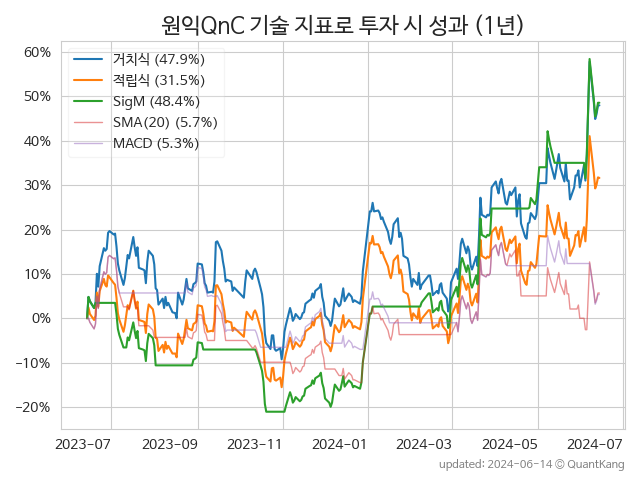 원익QnC 기술 지표로 투자 시 성과 (1년)
60%
50%
40%
30%
20%
10%
0%
−10%
−20%
거치식 (47.9%)
적립식 (31.5%)
SigM (48.4%)
SMA(20) (5.7%)
MACD (5.3%)
2023-07 2023-09 2023-11 2024-01 2024-03 2024-05 2024-07
updated: 2024-06-14 © QuantKang